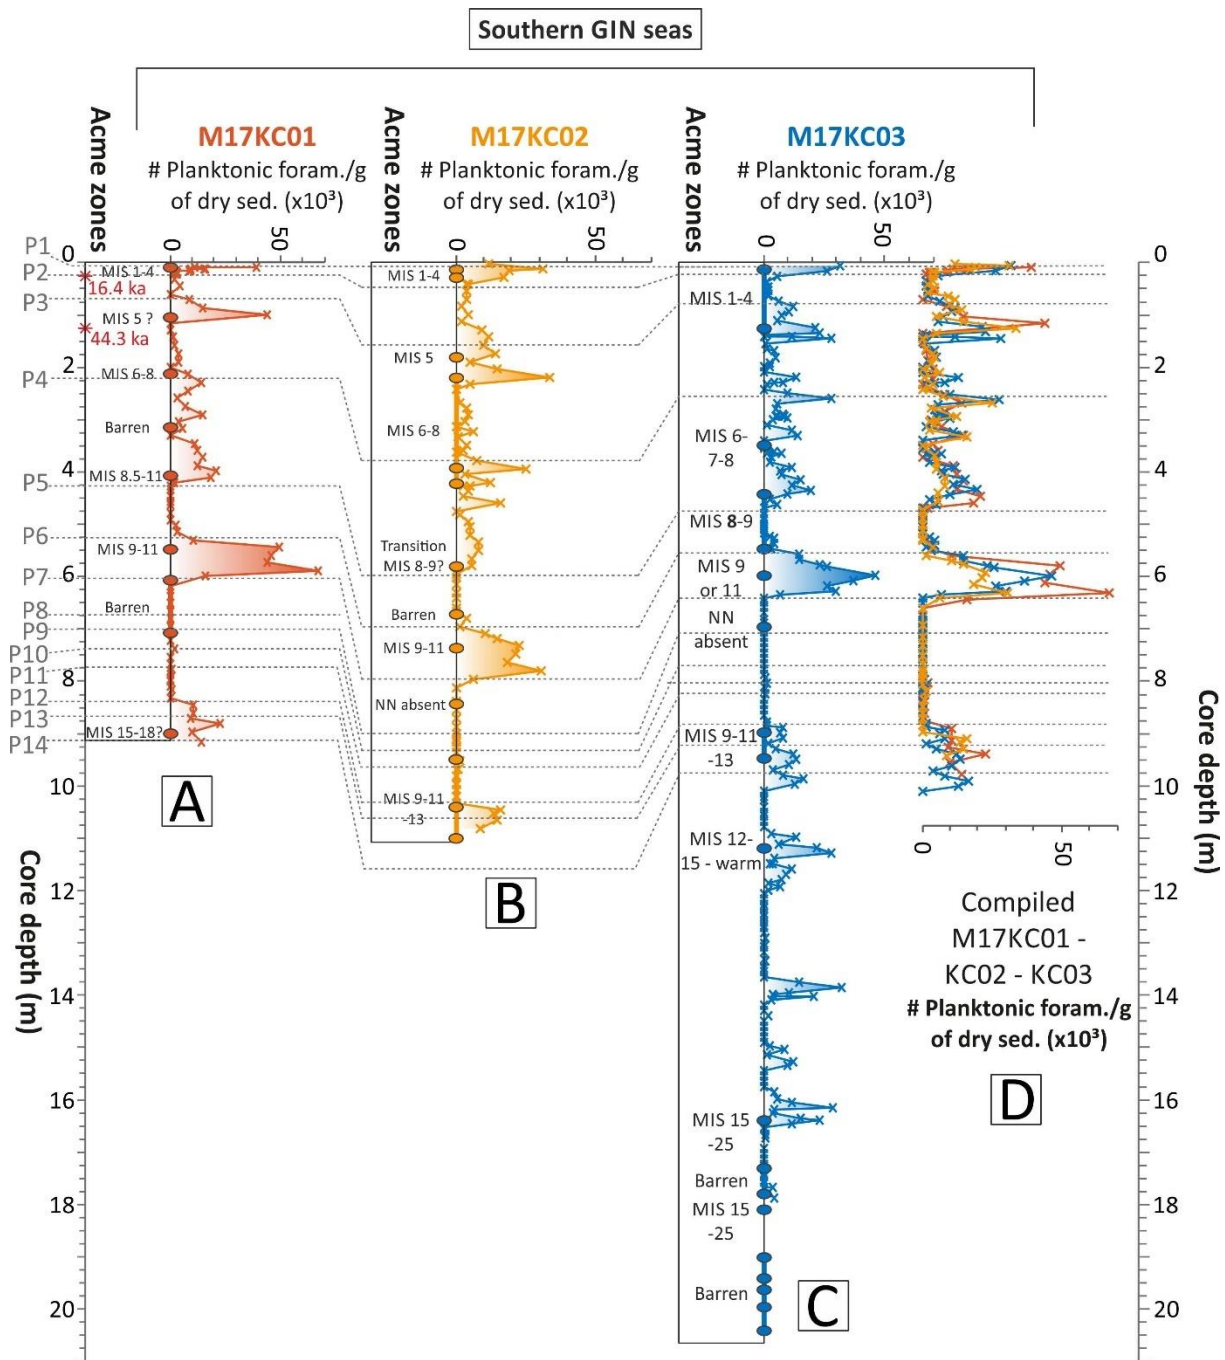 Southern GIN seas
Acme zones
M17KC01
# Planktonic foram./g
of dry sed. (x10³)
0
50
Acme zones
M17KC02
# Planktonic foram./g
of dry sed. (x10³)
0
50
Acme zones
M17KC03
# Planktonic foram./g
of dry sed. (x10³)
0
50
P1
P2
P3
P4
P5
P6
P7
P8
P9
P10
P11
P12
P13
P14
0
2
4
6
8
10
12
14
16
18
20
Core depth (m)
16.4 ka
44.3 ka
MIS 1-4
MIS 5 ?
MIS 6-8
Barren
MIS 8.5-11
MIS 9-11
Barren
MIS 15-18?
A
MIS 1-4
MIS 5
MIS 6-8
Transition
MIS 8-9?
Barren
MIS 9-11
NN absent
MIS 9-11
-13
B
MIS 1-4
MIS 6-
7-8
MIS 8-9
MIS 9
or 11
NN
absent
MIS 9-11
-13
MIS 12-
15 - warm
MIS 15
-25
Barren
MIS 15
-25
Barren
C
0
50
Compiled
M17KC01 -
KC02 - KC03
# Planktonic foram./g
of dry sed. (x10³)
D
0
2
4
6
8
10
12
14
16
18
20
Core depth (m)